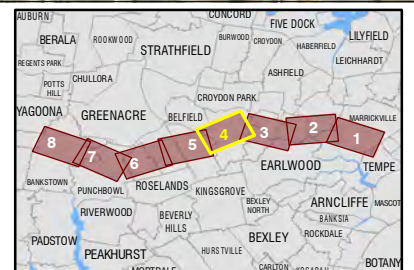 AUBURN
CONCORD
FIVE DOCK
BERALA
ROOKWOOD
STRATHFIELD
BURWOOD
CROYDON
HABERFIELD
LILYFIELD
REGENTS PARK
CHULLORA
ASHFIELD
LEICHHARDT
POTTS
HILL
CROYDON PARK
YAGOONA
GREENACRE
BELFIELD
MARRICKVILLE
8
7
6
5
4
3
2
1
BANKSTOWN
PUNCHBOWL
ROSELANDS
KINGSGROVE
EARLWOOD
TEMPE
RIVERWOOD
BEVERLY
HILLS
BEXLEY
NORTH
ARNCLIFFE
MASCOT
BANKSIA
PADSTOW
PEAKHURST
HURSTVILLE
BEXLEY
ROCKDALE
MORTDALE
CARLTON
KOGARAH
BOTANY